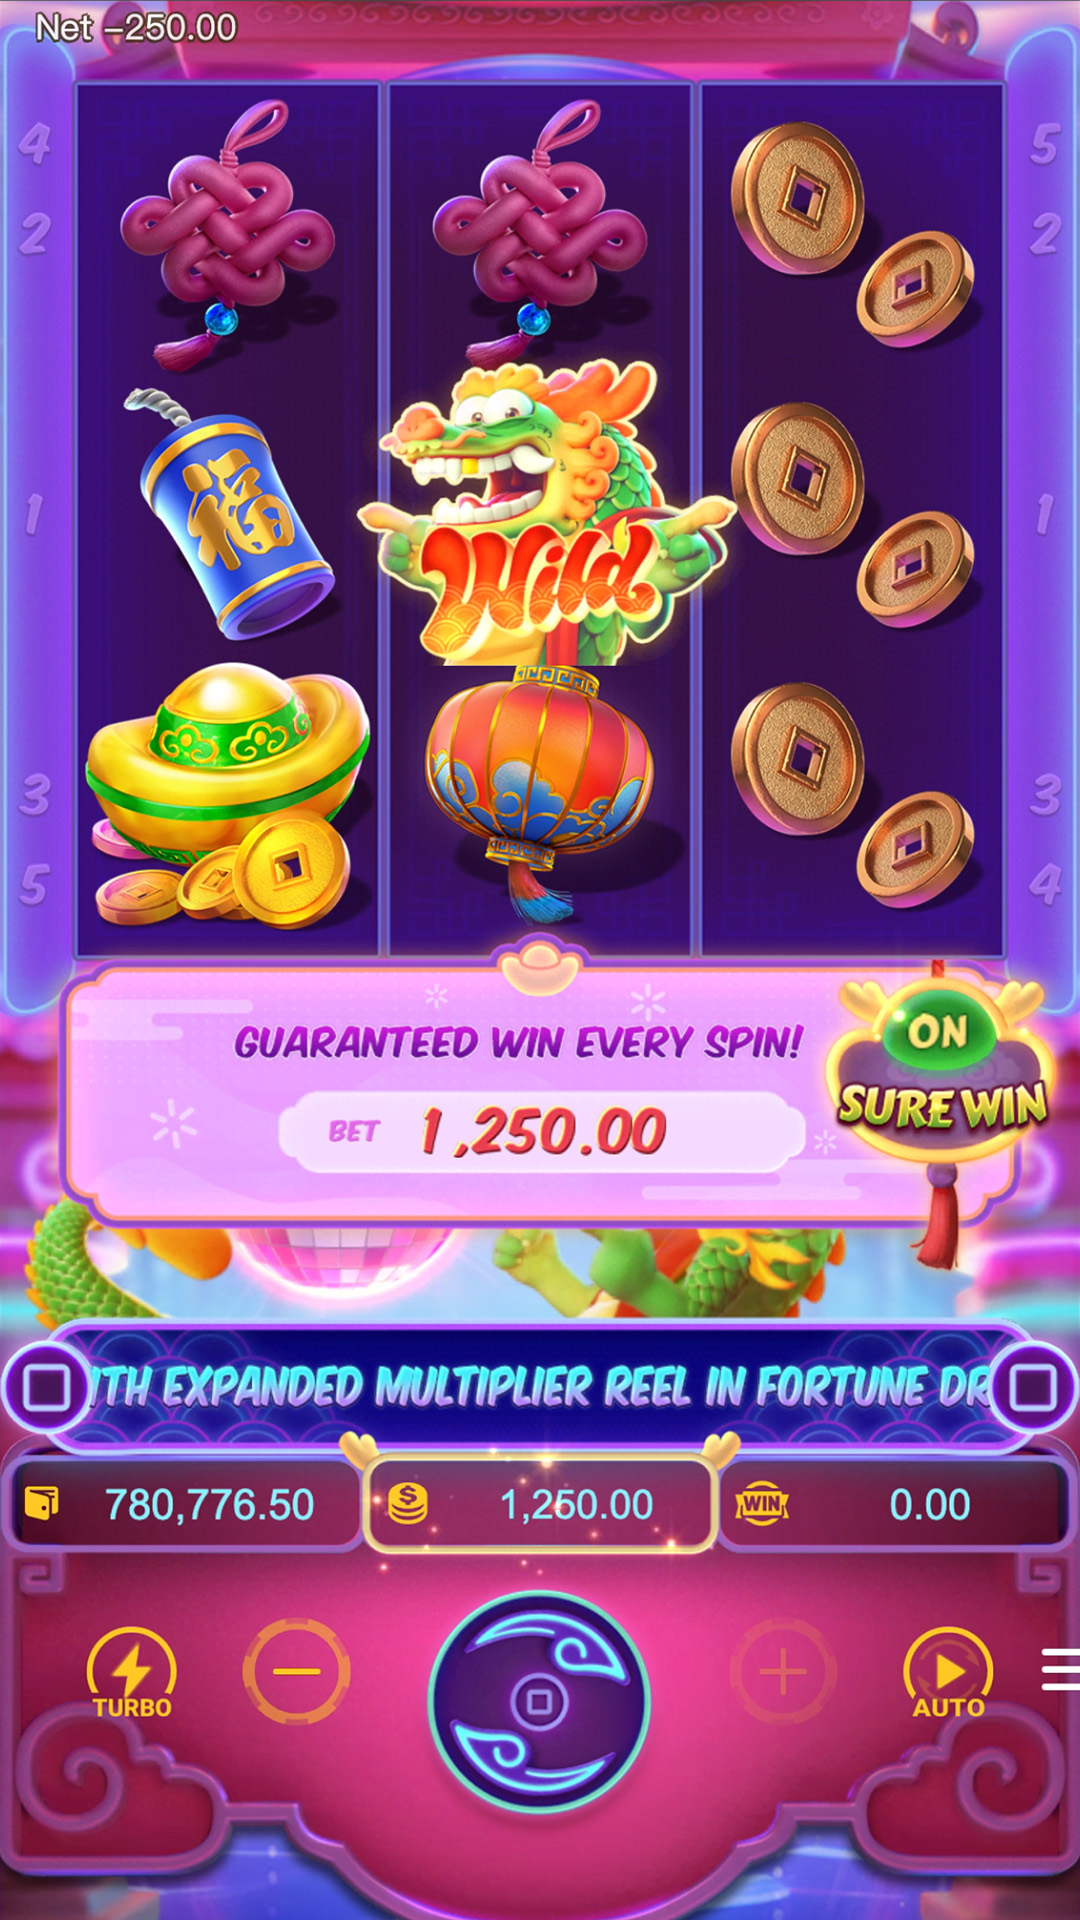 Net −250.00
4
5
2
2
福
Wild
1
1
3
3
5
4
GUARANTEED WIN EVERY SPIN!
ON
SURE WIN
BET 1,250.00
EXPANDED MULTIPLIER REEL IN FORTUNE
780,776.50
$
1,250.00
WIN
0.00
TURBO
AUTO